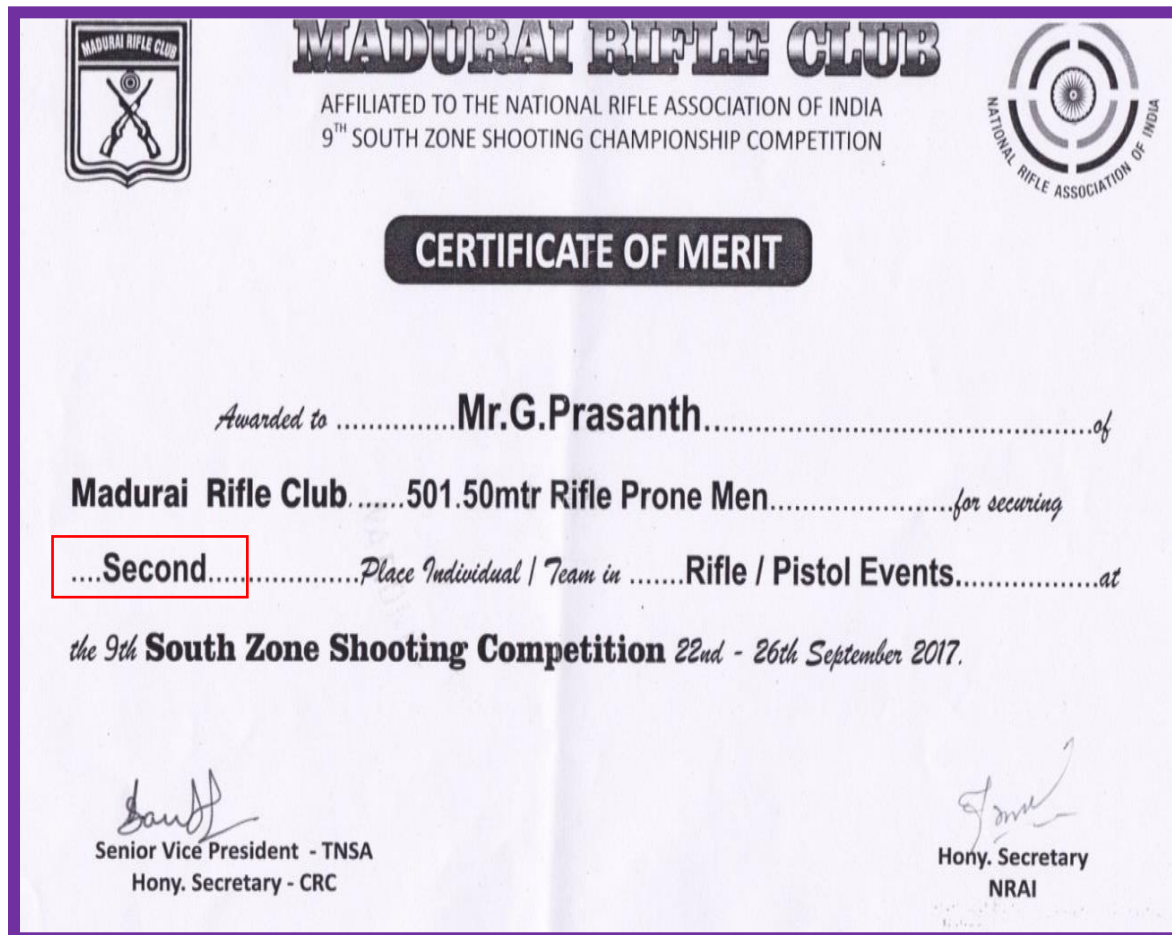 MADURAI RIFLE CLUB
MADURAI RIFLE CLUB
AFFILIATED TO THE NATIONAL RIFLE ASSOCIATION OF INDIA
9TH SOUTH ZONE SHOOTING CHAMPIONSHIP COMPETITION
NATIONAL RIFLE ASSOCIATION OF INDIA
CERTIFICATE OF MERIT
Awarded to ................Mr.G.Prasanth............................................of
Madurai Rifle Club.......501.50mtr Rifle Prone Men.......................for securing
....Second...................Place Individual / Team in .......Rifle / Pistol Events..................at
the 9th South Zone Shooting Competition 22nd - 26th September 2017.
Senior Vice President - TNSA
Hony. Secretary - CRC
Hony. Secretary
NRAI